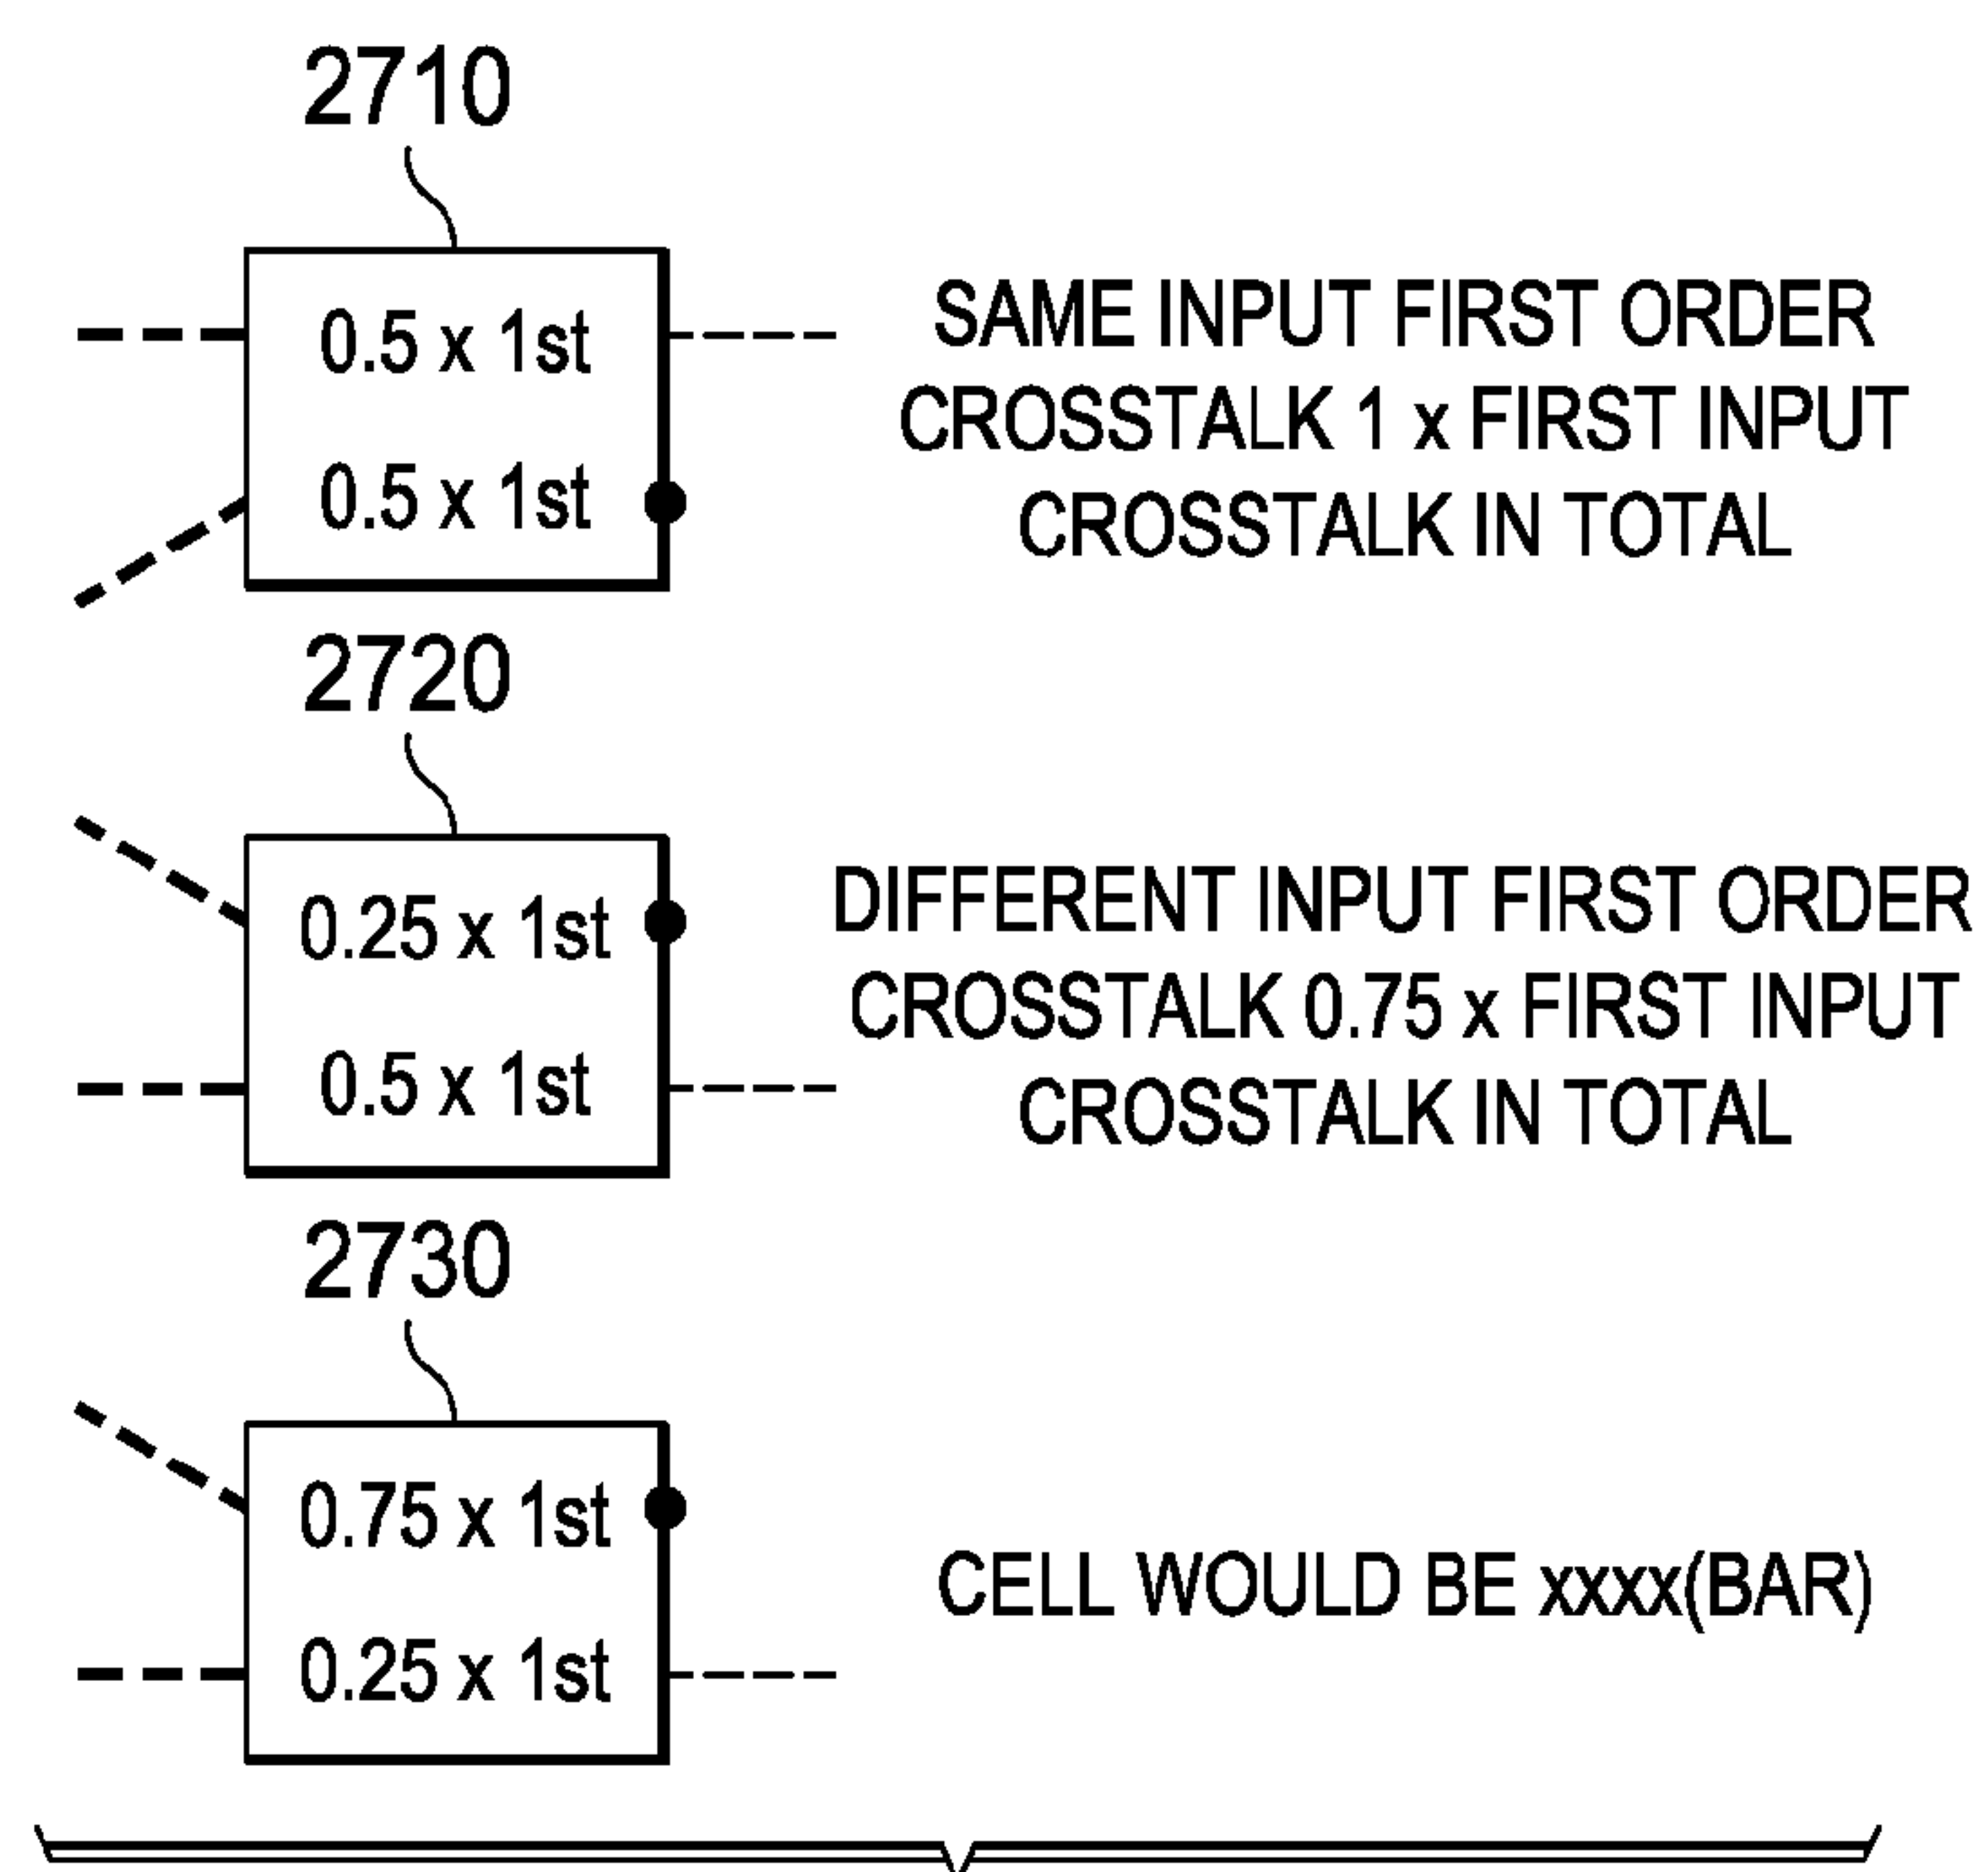 2710
0.5 x 1st
0.5 x 1st
SAME INPUT FIRST ORDER
CROSSTALK 1 x FIRST INPUT
CROSSTALK IN TOTAL
2720
0.25 x 1st
0.5 x 1st
DIFFERENT INPUT FIRST ORDER
CROSSTALK 0.75 x FIRST INPUT
CROSSTALK IN TOTAL
2730
0.75 x 1st
0.25 x 1st
CELL WOULD BE xxxx(BAR)